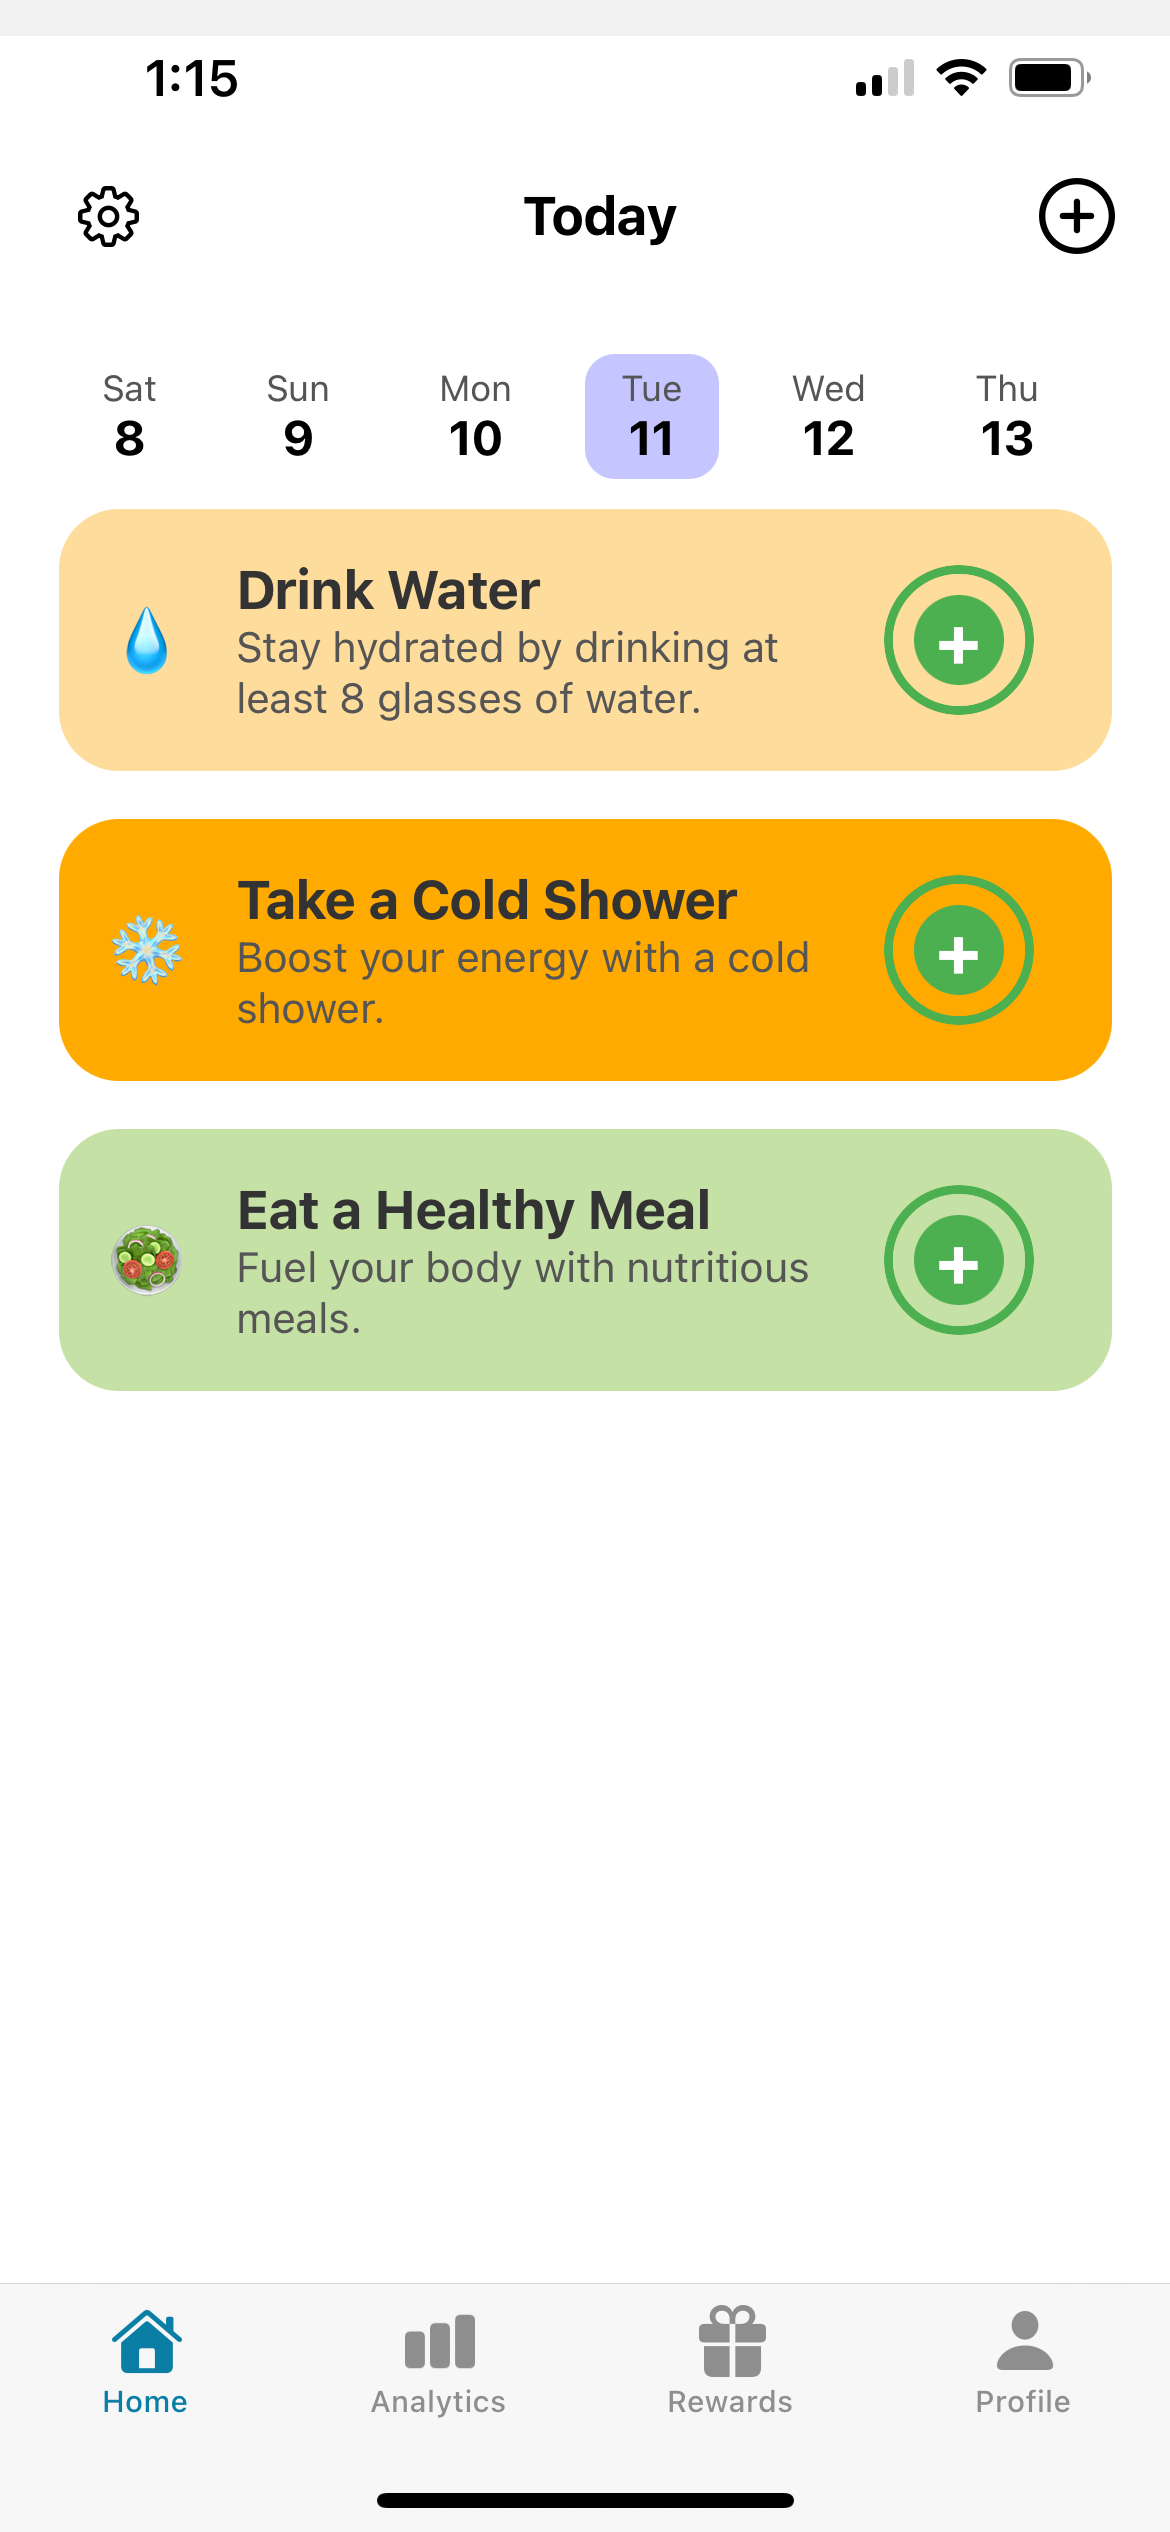 1:15
Today
Sat Sun Mon Tue Wed Thu
8 9 10 11 12 13
Drink Water
Stay hydrated by drinking at
least 8 glasses of water.
Take a Cold Shower
Boost your energy with a cold
shower.
Eat a Healthy Meal
Fuel your body with nutritious
meals.
Home Analytics Rewards Profile